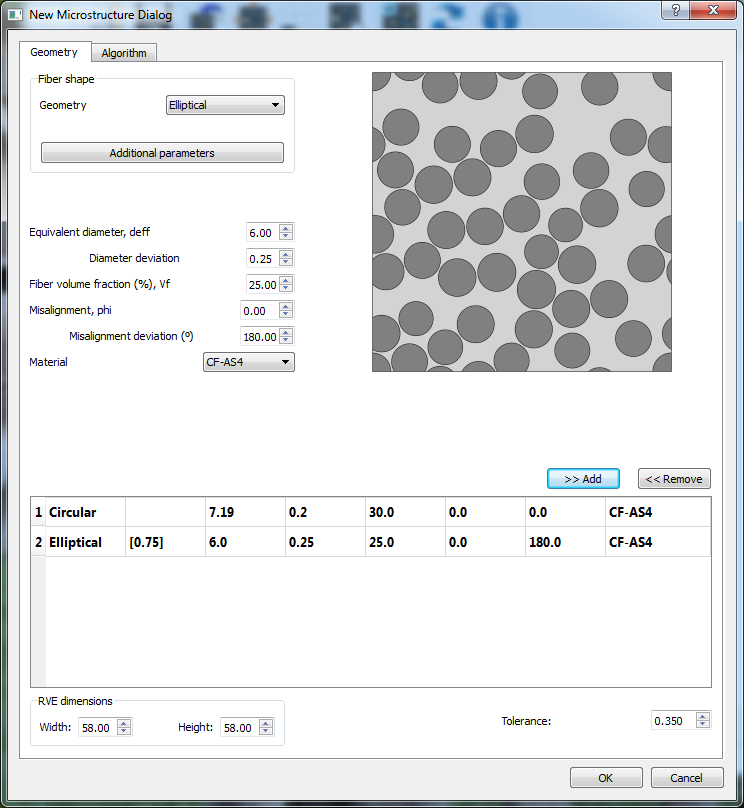 New Microstructure Dialog
?
Geometry
Algorithm
Fiber shape
Geometry
Elliptical
Additional parameters
Equivalent diameter, deff
6.00
Diameter deviation
0.25
Fiber volume fraction (%), Vf
25.00
Misalignment, phi
0.00
Misalignment deviation (º)
180.00
Material
CF-AS4
>> Add
<< Remove
1 Circular 7.19 0.2 30.0 0.0 0.0 CF-AS4
2 Elliptical [0.75] 6.0 0.25 25.0 0.0 180.0 CF-AS4
RVE dimensions
Width: 58.00 Height: 58.00
Tolerance: 0.350
OK
Cancel